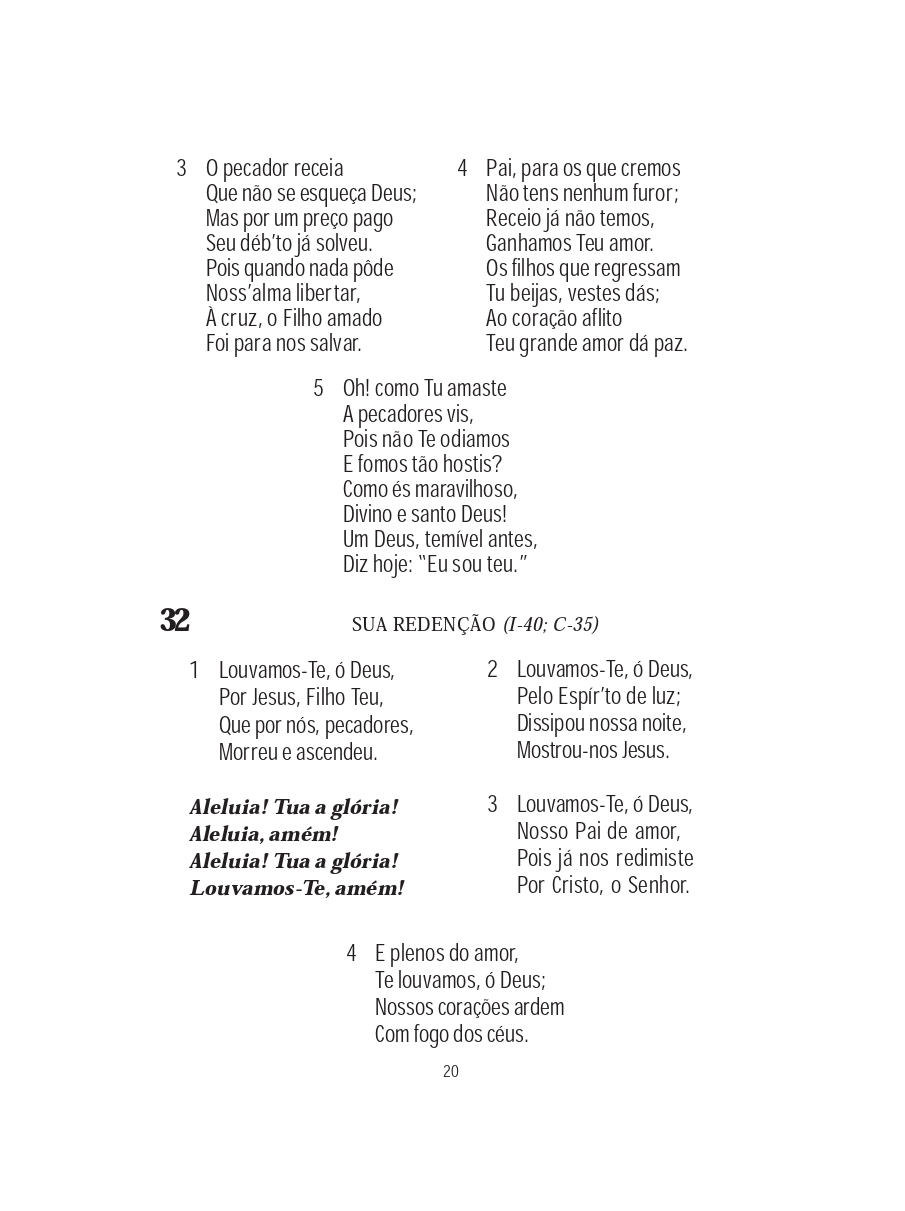 3 O pecador receia
Que não se esqueça Deus;
Mas por um preço pago
Seu déb’to já solveu.
Pois quando nada pôde
Noss’alma libertar,
À cruz, o Filho amado
Foi para nos salvar.
4 Pai, para os que cremos
Não tens nenhum furor;
Receio já não temos,
Ganhamos Teu amor.
Os filhos que regressam
Tu beijas, vestes dás;
Ao coração aflito
Teu grande amor dá paz.
5 Oh! como Tu amaste
A pecadores vis,
Pois não Te odiamos
E fomos tão hostis?
Como és maravilhoso,
Divino e santo Deus!
Um Deus, temível antes,
Diz hoje: “Eu sou teu.”
32 SUA REDENÇÃO (I-40; C-35)
1 Louvamos-Te, ó Deus,
Por Jesus, Filho Teu,
Que por nós, pecadores,
Morreu e ascendeu.
Aleluia! Tua a glória!
Aleluia, amém!
Aleluia! Tua a glória!
Louvamos-Te, amém!
2 Louvamos-Te, ó Deus,
Pelo Espír’to de luz;
Dissipou nossa noite,
Mostrou-nos Jesus.
3 Louvamos-Te, ó Deus,
Nosso Pai de amor,
Pois já nos redimiste
Por Cristo, o Senhor.
4 E plenos do amor,
Te louvamos, ó Deus;
Nossos corações ardem
Com fogo dos céus.
20